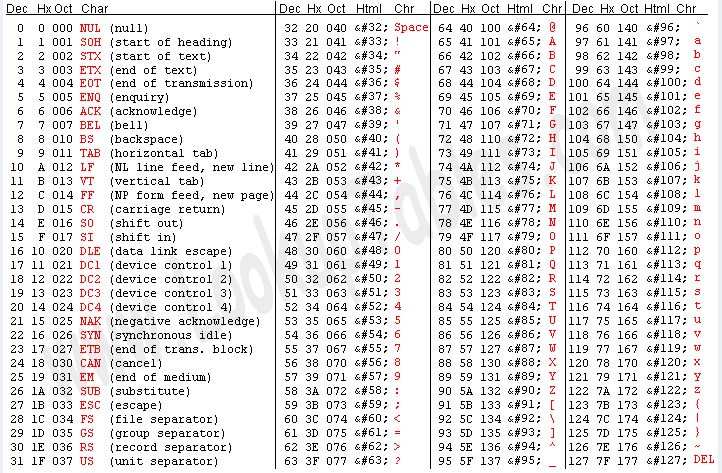 Dec Hx Oct Char Dec Hx Oct Html Chr Dec Hx Oct Html Chr Dec Hx Oct Html Chr
0 0 000 NUL (null) 32 20 040 &#32; Space 64 40 100 &#64; @ 96 60 140 &#96; `
1 1 001 SOH (start of heading) 33 21 041 &#33; ! 65 41 101 &#65; A 97 61 141 &#97; a
2 2 002 STX (start of text) 34 22 042 &#34; " 66 42 102 &#66; B 98 62 142 &#98; b
3 3 003 ETX (end of text) 35 23 043 &#35; # 67 43 103 &#67; C 99 63 143 &#99; c
4 4 004 EOT (end of transmission) 36 24 044 &#36; $ 68 44 104 &#68; D 100 64 144 &#100; d
5 5 005 ENQ (enquiry) 37 25 045 &#37; % 69 45 105 &#69; E 101 65 145 &#101; e
6 6 006 ACK (acknowledge) 38 26 046 &#38; & 70 46 106 &#70; F 102 66 146 &#102; f
7 7 007 BEL (bell) 39 27 047 &#39; ' 71 47 107 &#71; G 103 67 147 &#103; g
8 8 010 BS (backspace) 40 28 050 &#40; ( 72 48 110 &#72; H 104 68 150 &#104; h
9 9 011 TAB (horizontal tab) 41 29 051 &#41; ) 73 49 111 &#73; I 105 69 151 &#105; i
10 A 012 LF (NL line feed, new line) 42 2A 052 &#42; * 74 4A 112 &#74; J 106 6A 152 &#106; j
11 B 013 VT (vertical tab) 43 2B 053 &#43; + 75 4B 113 &#75; K 107 6B 153 &#107; k
12 C 014 FF (NP form feed, new page) 44 2C 054 &#44; , 76 4C 114 &#76; L 108 6C 154 &#108; l
13 D 015 CR (carriage return) 45 2D 055 &#45; - 77 4D 115 &#77; M 109 6D 155 &#109; m
14 E 016 SO (shift out) 46 2E 056 &#46; . 78 4E 116 &#78; N 110 6E 156 &#110; n
15 F 017 SI (shift in) 47 2F 057 &#47; / 79 4F 117 &#79; O 111 6F 157 &#111; o
16 10 020 DLE (data link escape) 48 30 060 &#48; 0 80 50 120 &#80; P 112 70 160 &#112; p
17 11 021 DC1 (device control 1) 49 31 061 &#49; 1 81 51 121 &#81; Q 113 71 161 &#113; q
18 12 022 DC2 (device control 2) 50 32 062 &#50; 2 82 52 122 &#82; R 114 72 162 &#114; r
19 13 023 DC3 (device control 3) 51 33 063 &#51; 3 83 53 123 &#83; S 115 73 163 &#115; s
20 14 024 DC4 (device control 4) 52 34 064 &#52; 4 84 54 124 &#84; T 116 74 164 &#116; t
21 15 025 NAK (negative acknowledge) 53 35 065 &#53; 5 85 55 125 &#85; U 117 75 165 &#117; u
22 16 026 SYN (synchronous idle) 54 36 066 &#54; 6 86 56 126 &#86; V 118 76 166 &#118; v
23 17 027 ETB (end of trans. block) 55 37 067 &#55; 7 87 57 127 &#87; W 119 77 167 &#119; w
24 18 030 CAN (cancel) 56 38 070 &#56; 8 88 58 130 &#88; X 120 78 170 &#120; x
25 19 031 EM (end of medium) 57 39 071 &#57; 9 89 59 131 &#89; Y 121 79 171 &#121; y
26 1A 032 SUB (substitute) 58 3A 072 &#58; : 90 5A 132 &#90; Z 122 7A 172 &#122; z
27 1B 033 ESC (escape) 59 3B 073 &#59; ; 91 5B 133 &#91; [ 123 7B 173 &#123; {
28 1C 034 FS (file separator) 60 3C 074 &#60; < 92 5C 134 &#92; \ 124 7C 174 &#124; |
29 1D 035 GS (group separator) 61 3D 075 &#61; = 93 5D 135 &#93; ] 125 7D 175 &#125; }
30 1E 036 RS (record separator) 62 3E 076 &#62; > 94 5E 136 &#94; ^ 126 7E 176 &#126; ~
31 1F 037 US (unit separator) 63 3F 077 &#63; ? 95 5F 137 &#95; _ 127 7F 177 &#127; DEL